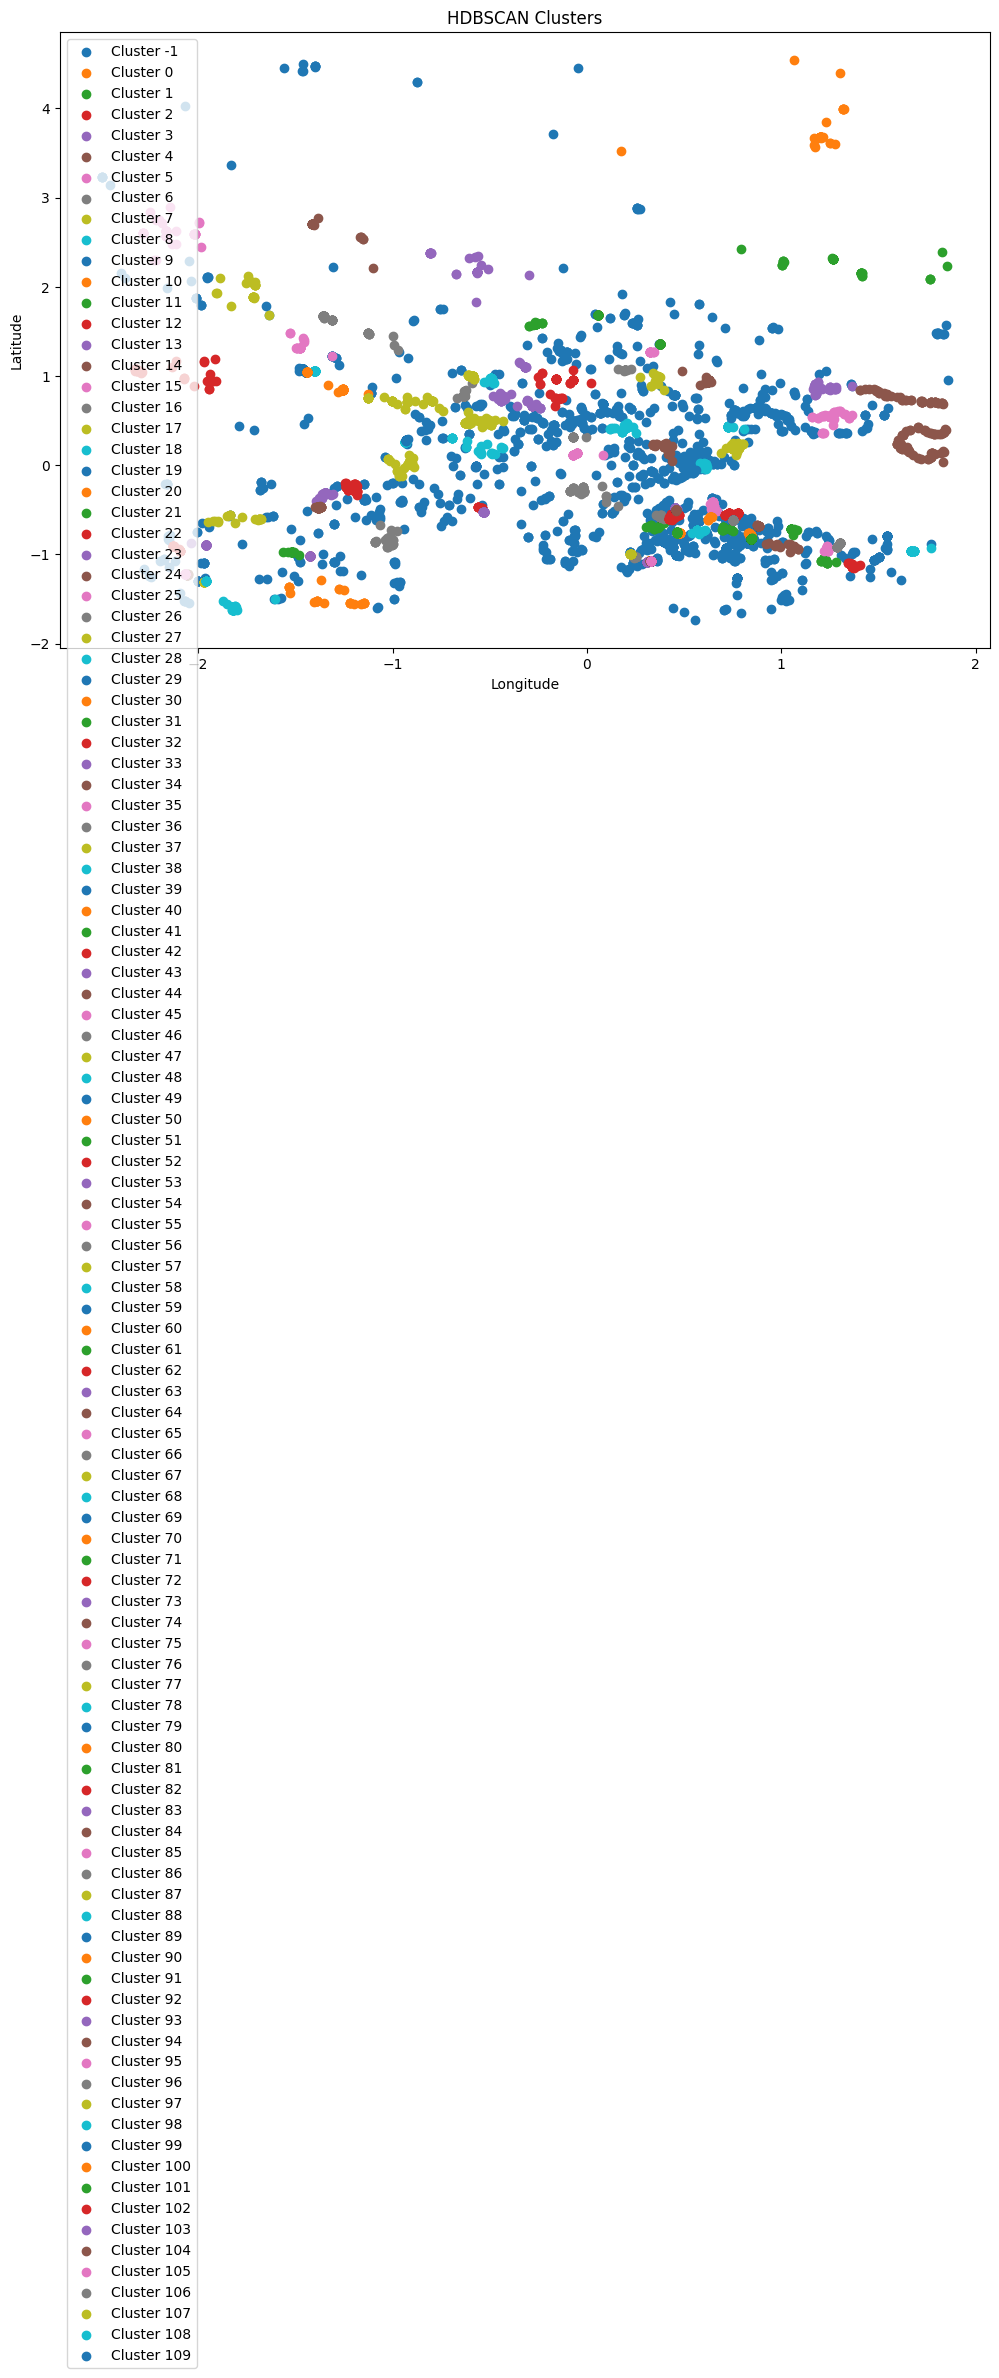 HDBSCAN Clusters
Cluster -1
Cluster 0
Cluster 1
Cluster 2
Cluster 3
Cluster 4
Cluster 5
Cluster 6
Cluster 7
Cluster 8
Cluster 9
Cluster 10
Cluster 11
Cluster 12
Cluster 13
Cluster 14
Cluster 15
Cluster 16
Cluster 17
Cluster 18
Cluster 19
Cluster 20
Cluster 21
Cluster 22
Cluster 23
Cluster 24
Cluster 25
Cluster 26
Cluster 27
Cluster 28
Cluster 29
Cluster 30
Cluster 31
Cluster 32
Cluster 33
Cluster 34
Cluster 35
Cluster 36
Cluster 37
Cluster 38
Cluster 39
Cluster 40
Cluster 41
Cluster 42
Cluster 43
Cluster 44
Cluster 45
Cluster 46
Cluster 47
Cluster 48
Cluster 49
Cluster 50
Cluster 51
Cluster 52
Cluster 53
Cluster 54
Cluster 55
Cluster 56
Cluster 57
Cluster 58
Cluster 59
Cluster 60
Cluster 61
Cluster 62
Cluster 63
Cluster 64
Cluster 65
Cluster 66
Cluster 67
Cluster 68
Cluster 69
Cluster 70
Cluster 71
Cluster 72
Cluster 73
Cluster 74
Cluster 75
Cluster 76
Cluster 77
Cluster 78
Cluster 79
Cluster 80
Cluster 81
Cluster 82
Cluster 83
Cluster 84
Cluster 85
Cluster 86
Cluster 87
Cluster 88
Cluster 89
Cluster 90
Cluster 91
Cluster 92
Cluster 93
Cluster 94
Cluster 95
Cluster 96
Cluster 97
Cluster 98
Cluster 99
Cluster 100
Cluster 101
Cluster 102
Cluster 103
Cluster 104
Cluster 105
Cluster 106
Cluster 107
Cluster 108
Cluster 109
Latitude
4
3
2
1
0
−1
−2
−2 −1 0 1 2
Longitude